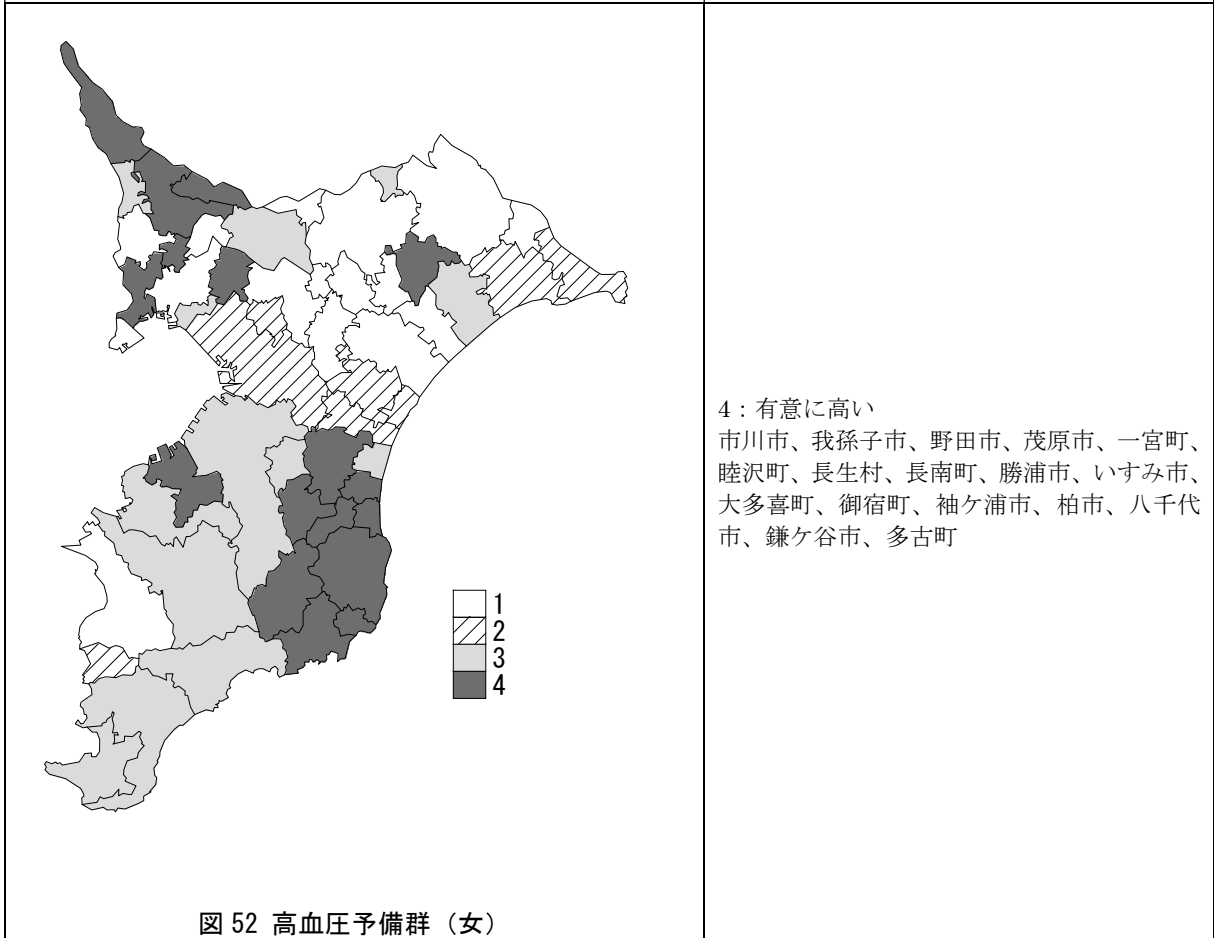 1
2
3
4
図 52 高血圧予備群（女）
4：有意に高い
市川市、我孫子市、野田市、茂原市、一宮町、
睦沢町、長生村、長南町、勝浦市、いすみ市、
大多喜町、御宿町、袖ケ浦市、柏市、八千代
市、鎌ケ谷市、多古町